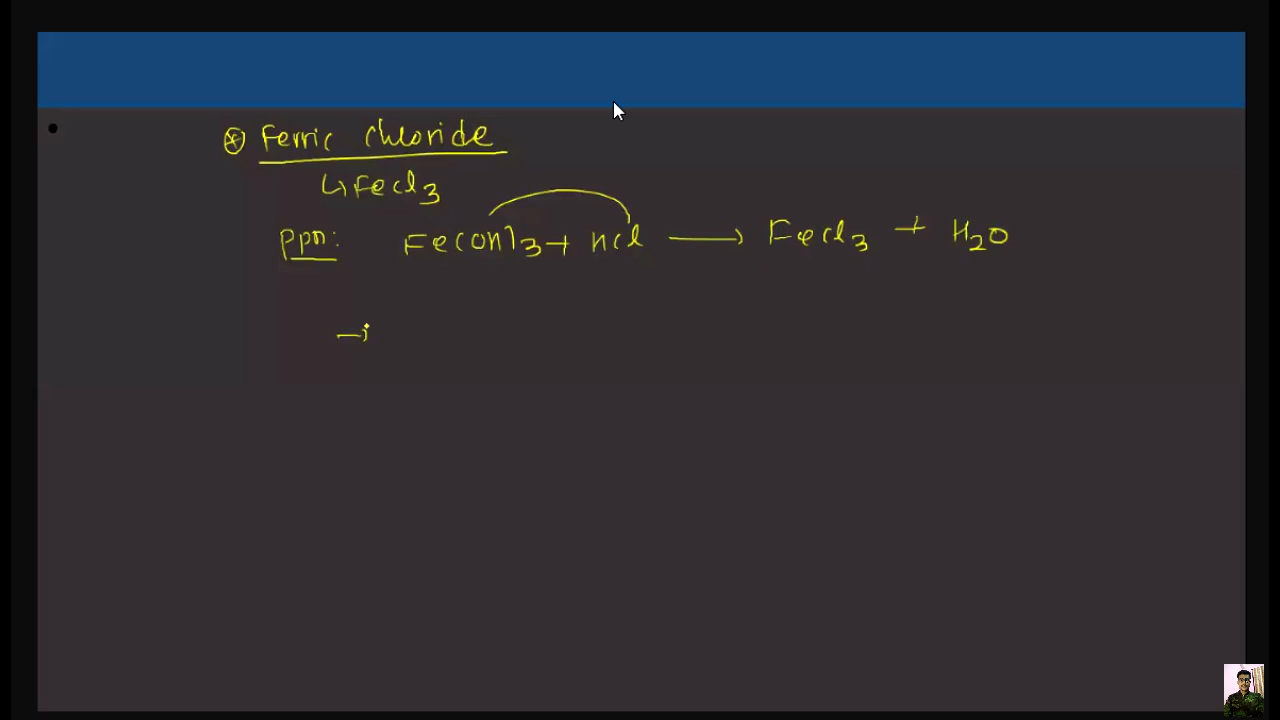 Ferric chloride
↳ FeCl3
ppn: Fe(OH)3 + HCl → FeCl3 + H2O